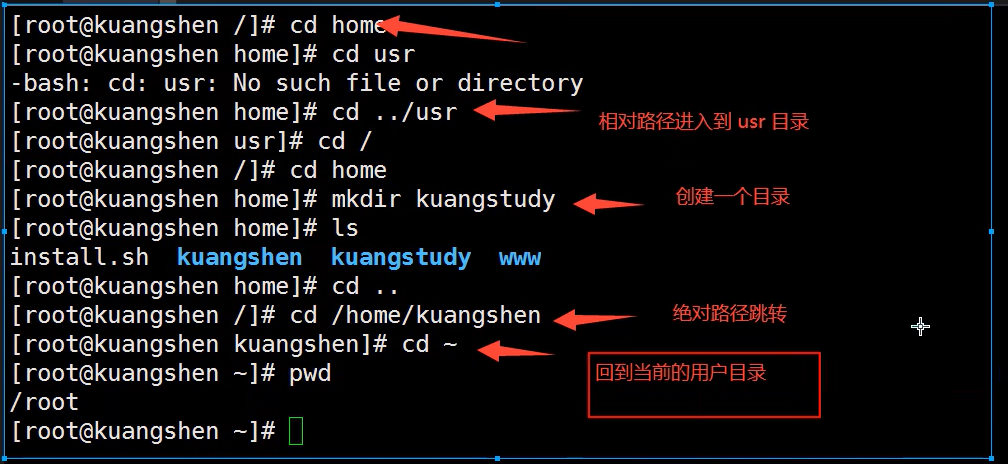 [root@kuangshen /]# cd home
[root@kuangshen home]# cd usr
-bash: cd: usr: No such file or directory
[root@kuangshen home]# cd ../usr
相对路径进入到 usr 目录
[root@kuangshen usr]# cd /
[root@kuangshen /]# cd home
[root@kuangshen home]# mkdir kuangstudy
创建一个目录
[root@kuangshen home]# ls
install.sh  kuangshen  kuangstudy  www
[root@kuangshen home]# cd ..
[root@kuangshen /]# cd /home/kuangshen
绝对路径跳转
[root@kuangshen kuangshen]# cd ~
[root@kuangshen ~]# pwd
回到当前的用户目录
/root
[root@kuangshen ~]#